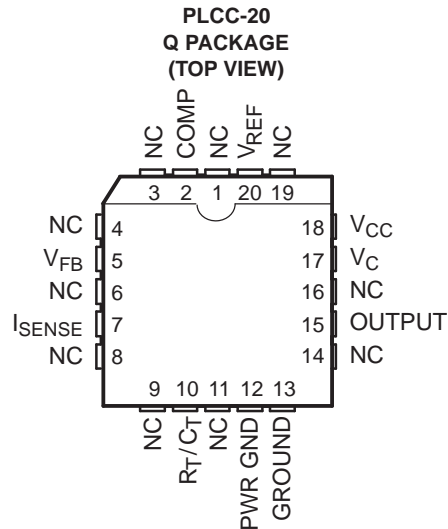 PLCC-20
Q PACKAGE
(TOP VIEW)
NC
COMP
NC
VREF
NC
3 2 1 20 19
NC 4
VFB 5
NC 6
ISENSE 7
NC 8
18 VCC
17 VC
16 NC
15 OUTPUT
14 NC
9 10 11 12 13
NC
RT/CT
NC
PWR GND
GROUND